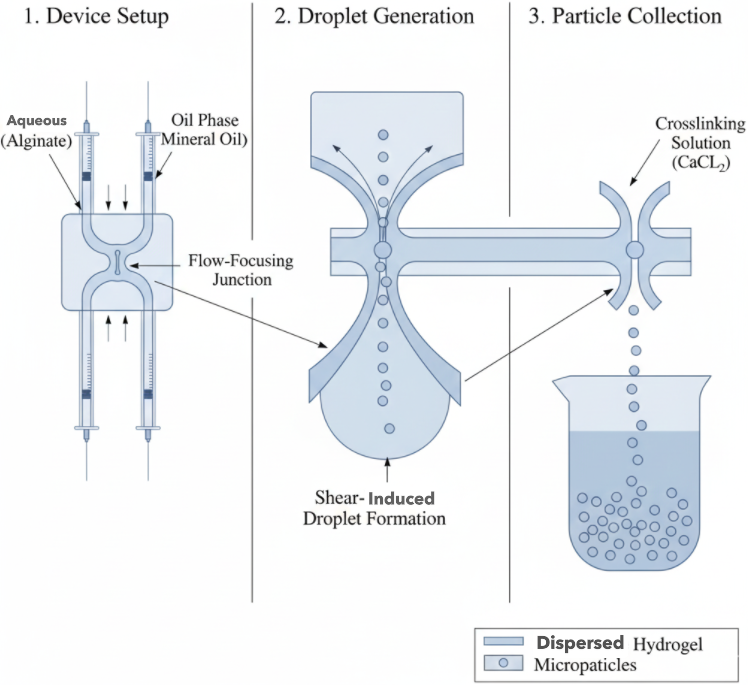 1. Device Setup
2. Droplet Generation
3. Particle Collection
Aqueous
(Alginate)
Oil Phase
Mineral Oil)
Flow-Focusing
Junction
Shear-Induced
Droplet Formation
Crosslinking
Solution
(CaCL₂)
Dispersed Hydrogel
Micropaticles